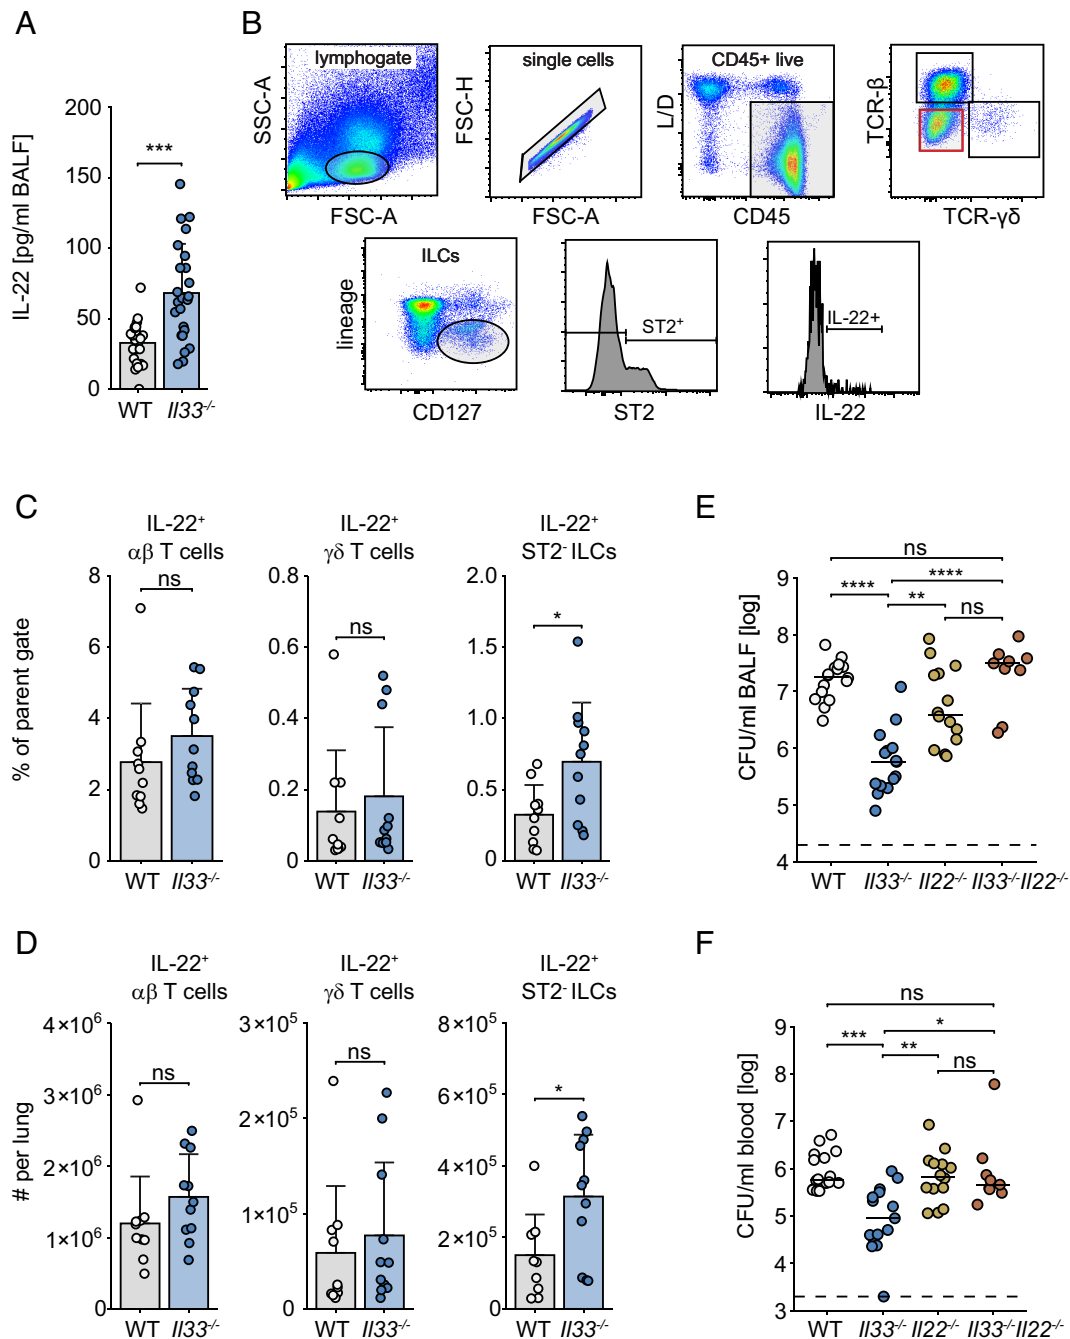 A
IL-22 [pg/ml BALF]
200
150
100
50
0
***
WT Il33-/-
B
lymphogate
SSC-A
FSC-A
single cells
FSC-H
FSC-A
CD45+ live
L/D
CD45
TCR-β
TCR-γδ
ILCs
lineage
CD127
ST2+
ST2
IL-22+
IL-22
C
% of parent gate
IL-22+
αβ T cells
8
6
4
2
0
ns
WT Il33-/-
IL-22+
γδ T cells
0.8
0.6
0.4
0.2
0
ns
WT Il33-/-
IL-22+
ST2- ILCs
2.0
1.5
1.0
0.5
0
*
WT Il33-/-
D
# per lung
IL-22+
αβ T cells
4×10⁶
3×10⁶
2×10⁶
1×10⁶
0
ns
WT Il33-/-
IL-22+
γδ T cells
3×10⁵
2×10⁵
1×10⁵
0
ns
WT Il33-/-
IL-22+
ST2- ILCs
8×10⁵
6×10⁵
4×10⁵
2×10⁵
0
*
WT Il33-/-
E
CFU/ml BALF [log]
9
8
7
6
5
4
ns
****
**** **
ns
WT Il33-/- Il22-/- Il33-/-Il22-/-
F
CFU/ml blood [log]
9
8
7
6
5
4
3
ns
*
*** **
ns
WT Il33-/- Il22-/- Il33-/-Il22-/-